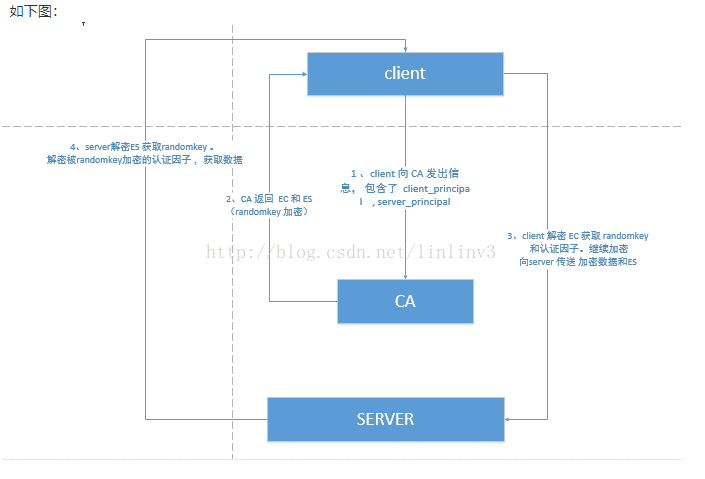 如下图：
client
4、server解密ES 获取randomkey 。
解密被randomkey加密的认证因子 ，获取数据
1 、client 向 CA 发出信
息， 包含了 client_principa
l ，server_principal
2、CA 返回 EC 和 ES
（randomkey 加密）
3、client 解密 EC 获取 randomkey
和认证因子。继续加密
向server 传送 加密数据和ES
http://blog.csdn.net/linlinv3
CA
SERVER